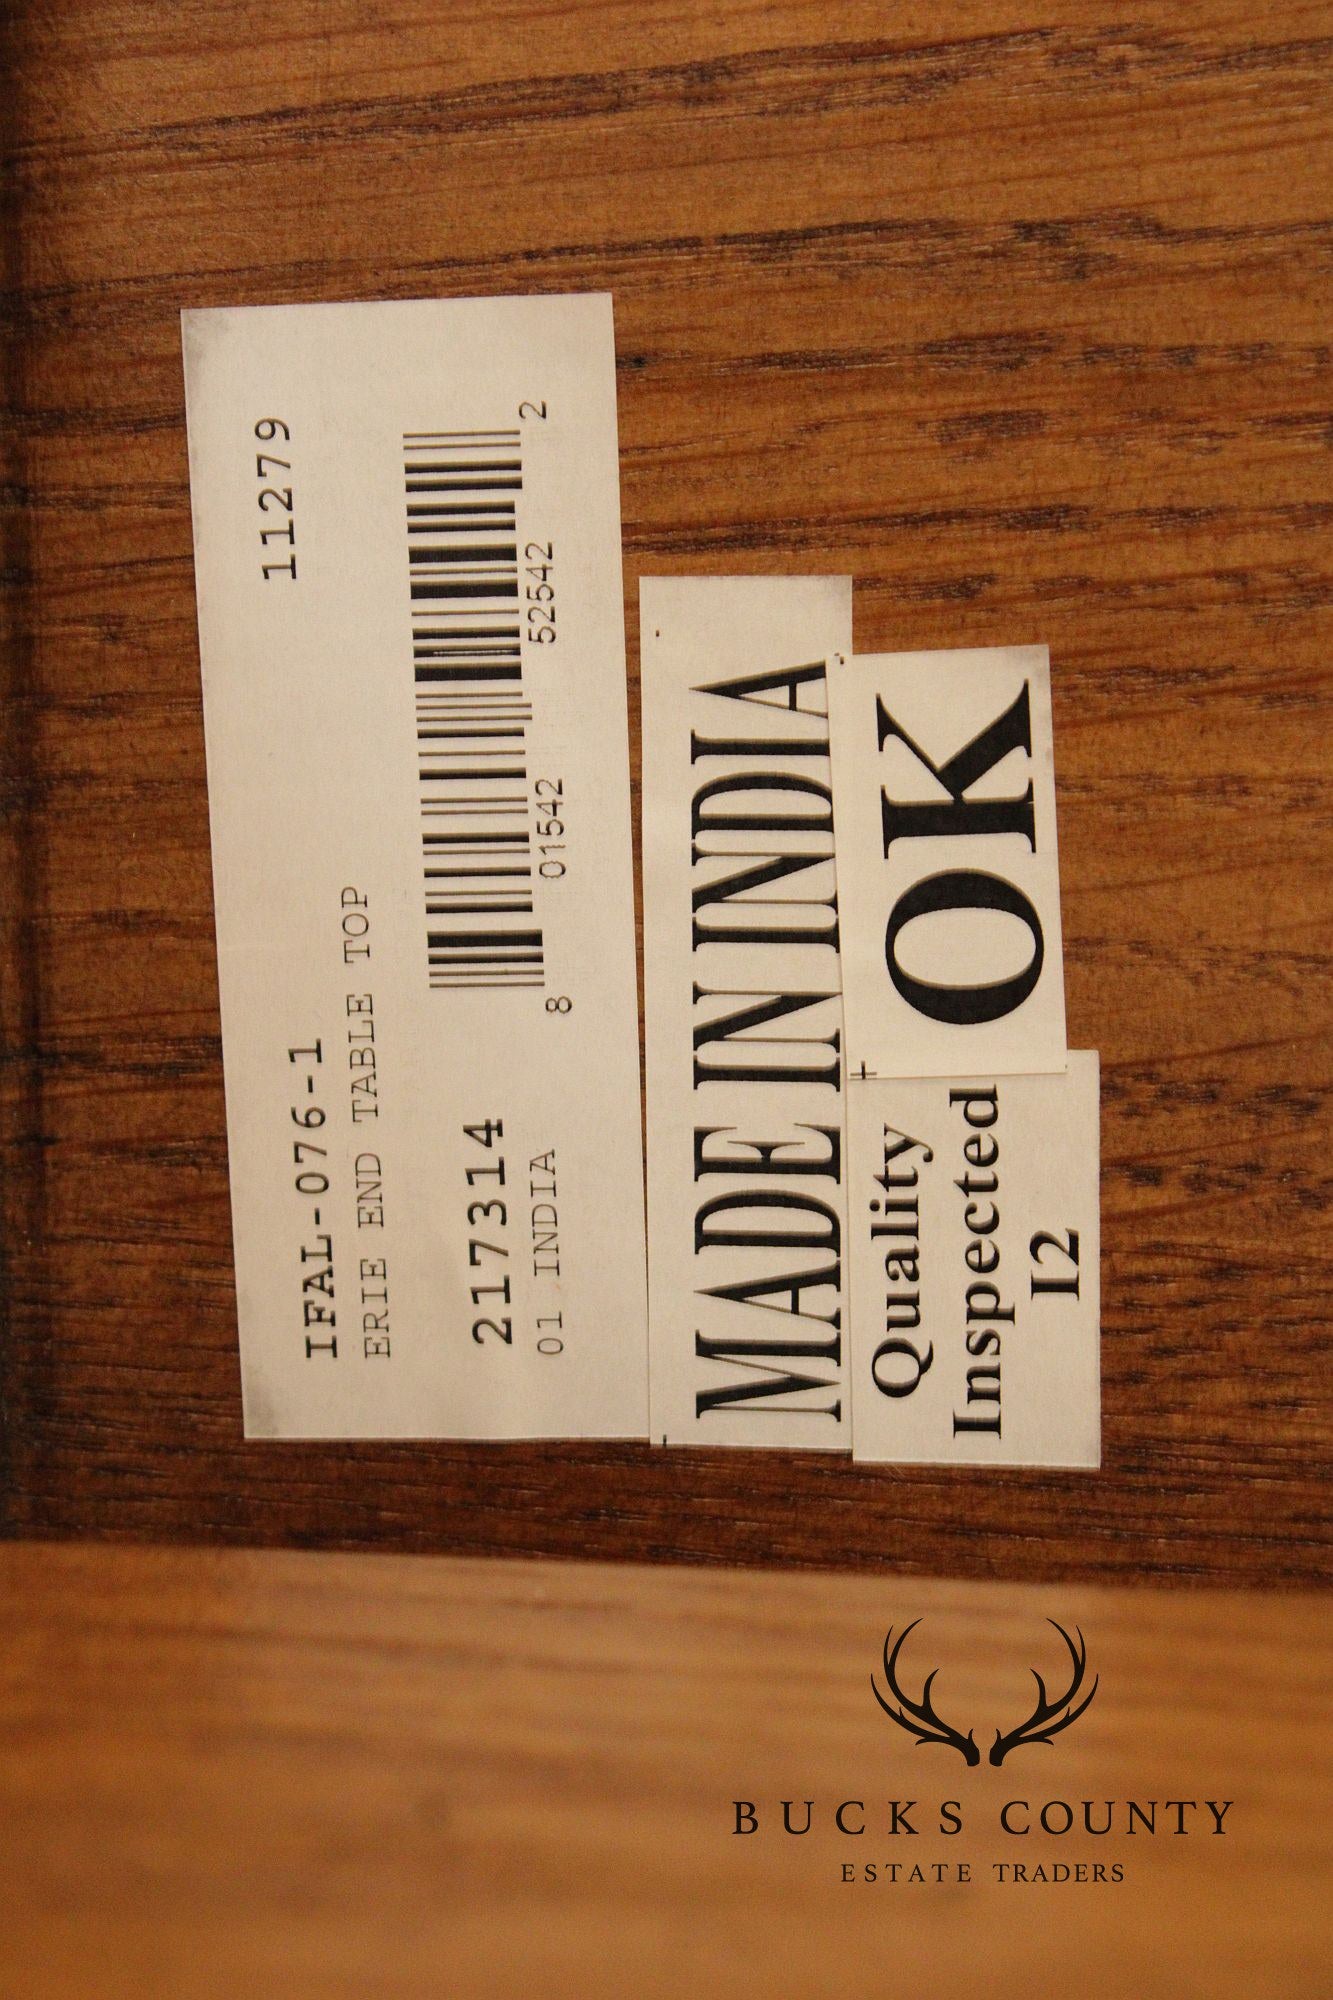 IFAL-076-1 11279
ERIE END TABLE TOP
217314
01 INDIA
8 01542 52542 2
MADE IN INDIA
OK
Quality
Inspected
I2
BUCKS COUNTY
ESTATE TRADERS